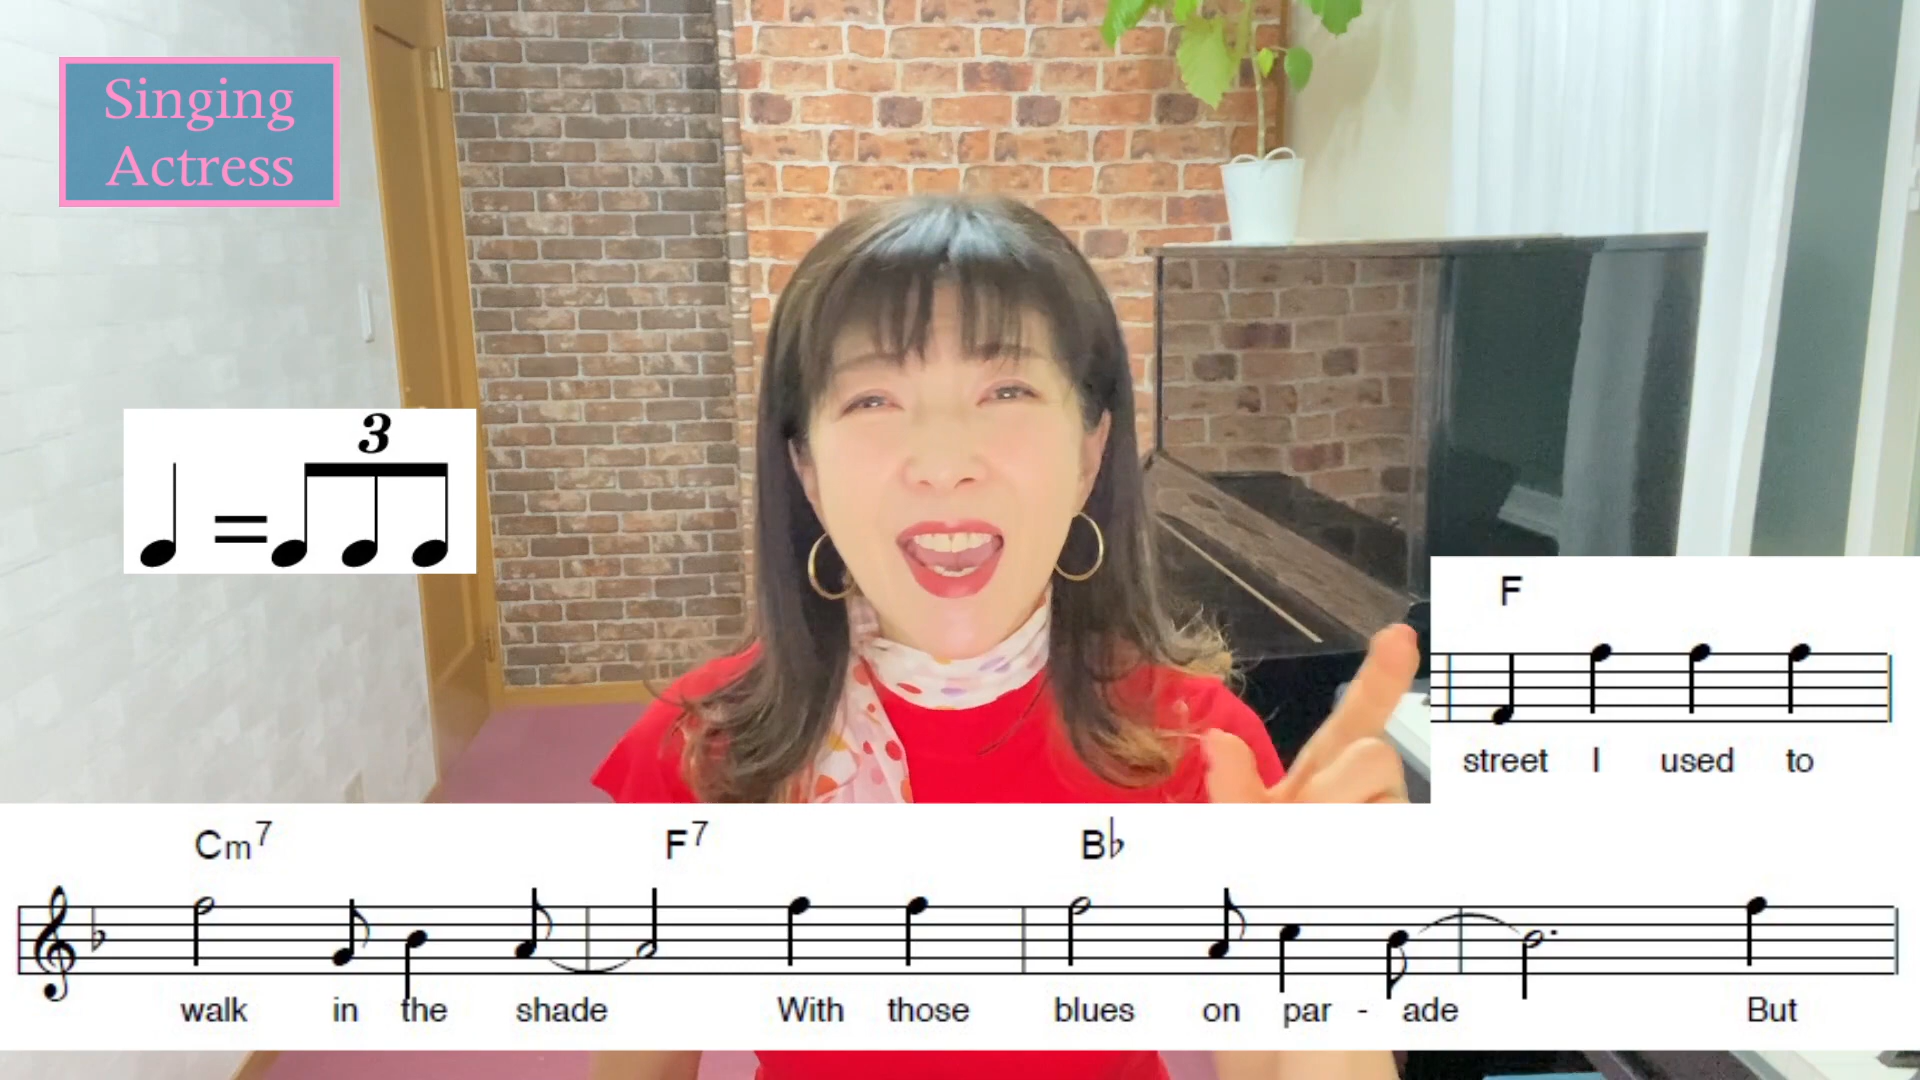 Singing
Actress
3
=
F
street I used to
Cm7 F7 B♭
walk in the shade With those blues on par - ade But